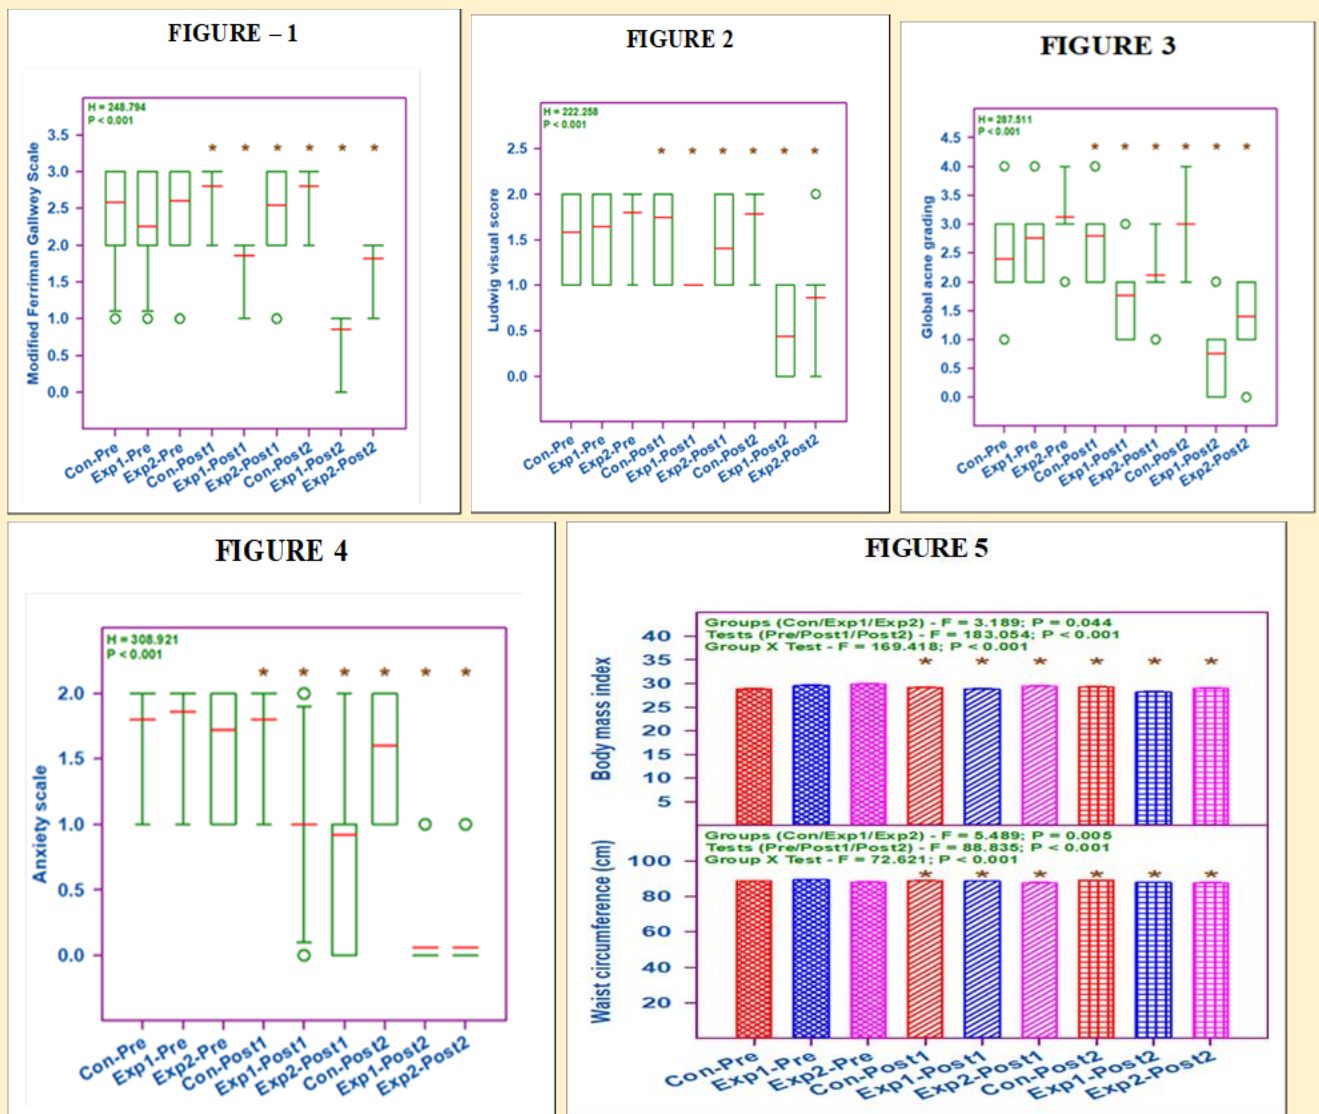 FIGURE – 1
H = 248.794
P < 0.001
Modified Ferriman Gallwey Scale
3.5
3.0
2.5
2.0
1.5
1.0
0.5
0.0
* * * * * *
Con-Pre
Exp1-Pre
Exp2-Pre
Con-Post1
Exp1-Post1
Exp2-Post1
Con-Post2
Exp1-Post2
Exp2-Post2
FIGURE 2
H = 222.258
P < 0.001
Ludwig visual score
2.5
2.0
1.5
1.0
0.5
0.0
* * * * * *
Con-Pre
Exp1-Pre
Exp2-Pre
Con-Post1
Exp1-Post1
Exp2-Post1
Con-Post2
Exp1-Post2
Exp2-Post2
FIGURE 3
H = 287.511
P < 0.001
Global acne grading
4.5
4.0
3.5
3.0
2.5
2.0
1.5
1.0
0.5
0.0
* * * * * *
Con-Pre
Exp1-Pre
Exp2-Pre
Con-Post1
Exp1-Post1
Exp2-Post1
Con-Post2
Exp1-Post2
Exp2-Post2
FIGURE 4
H = 308.921
P < 0.001
Anxiety scale
2.0
1.5
1.0
0.5
0.0
* * * * * *
Con-Pre
Exp1-Pre
Exp2-Pre
Con-Post1
Exp1-Post1
Exp2-Post1
Con-Post2
Exp1-Post2
Exp2-Post2
FIGURE 5
Groups (Con/Exp1/Exp2) - F = 3.189; P = 0.044
Tests (Pre/Post1/Post2) - F = 183.054; P < 0.001
Group X Test - F = 169.418; P < 0.001
Body mass index
40
35
30
25
20
15
10
5
* * * * * *
Groups (Con/Exp1/Exp2) - F = 5.489; P = 0.005
Tests (Pre/Post1/Post2) - F = 88.835; P < 0.001
Group X Test - F = 72.621; P < 0.001
Waist circumference (cm)
100
80
60
40
20
* * * * * *
Con-Pre
Exp1-Pre
Exp2-Pre
Con-Post1
Exp1-Post1
Exp2-Post1
Con-Post2
Exp1-Post2
Exp2-Post2